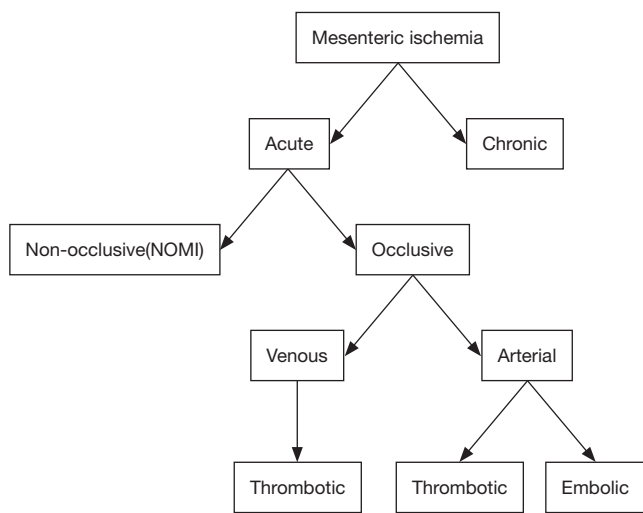 Mesenteric ischemia
Acute
Chronic
Non-occlusive(NOMI)
Occlusive
Venous
Arterial
Thrombotic
Thrombotic
Embolic